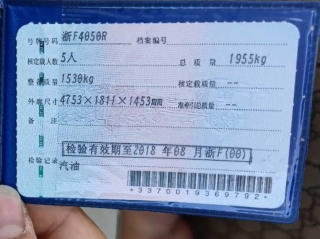 号牌号码 浙F4050R 档案编号
核定载人数 5人 总质量 1955kg
整备质量 1530kg 核定载质量 --
外廓尺寸 4753×1811×1453mm 准牵引总质量 --
备注
检验有效期至2018年08月浙F(00)
检验记录 汽油
*3370019369792*